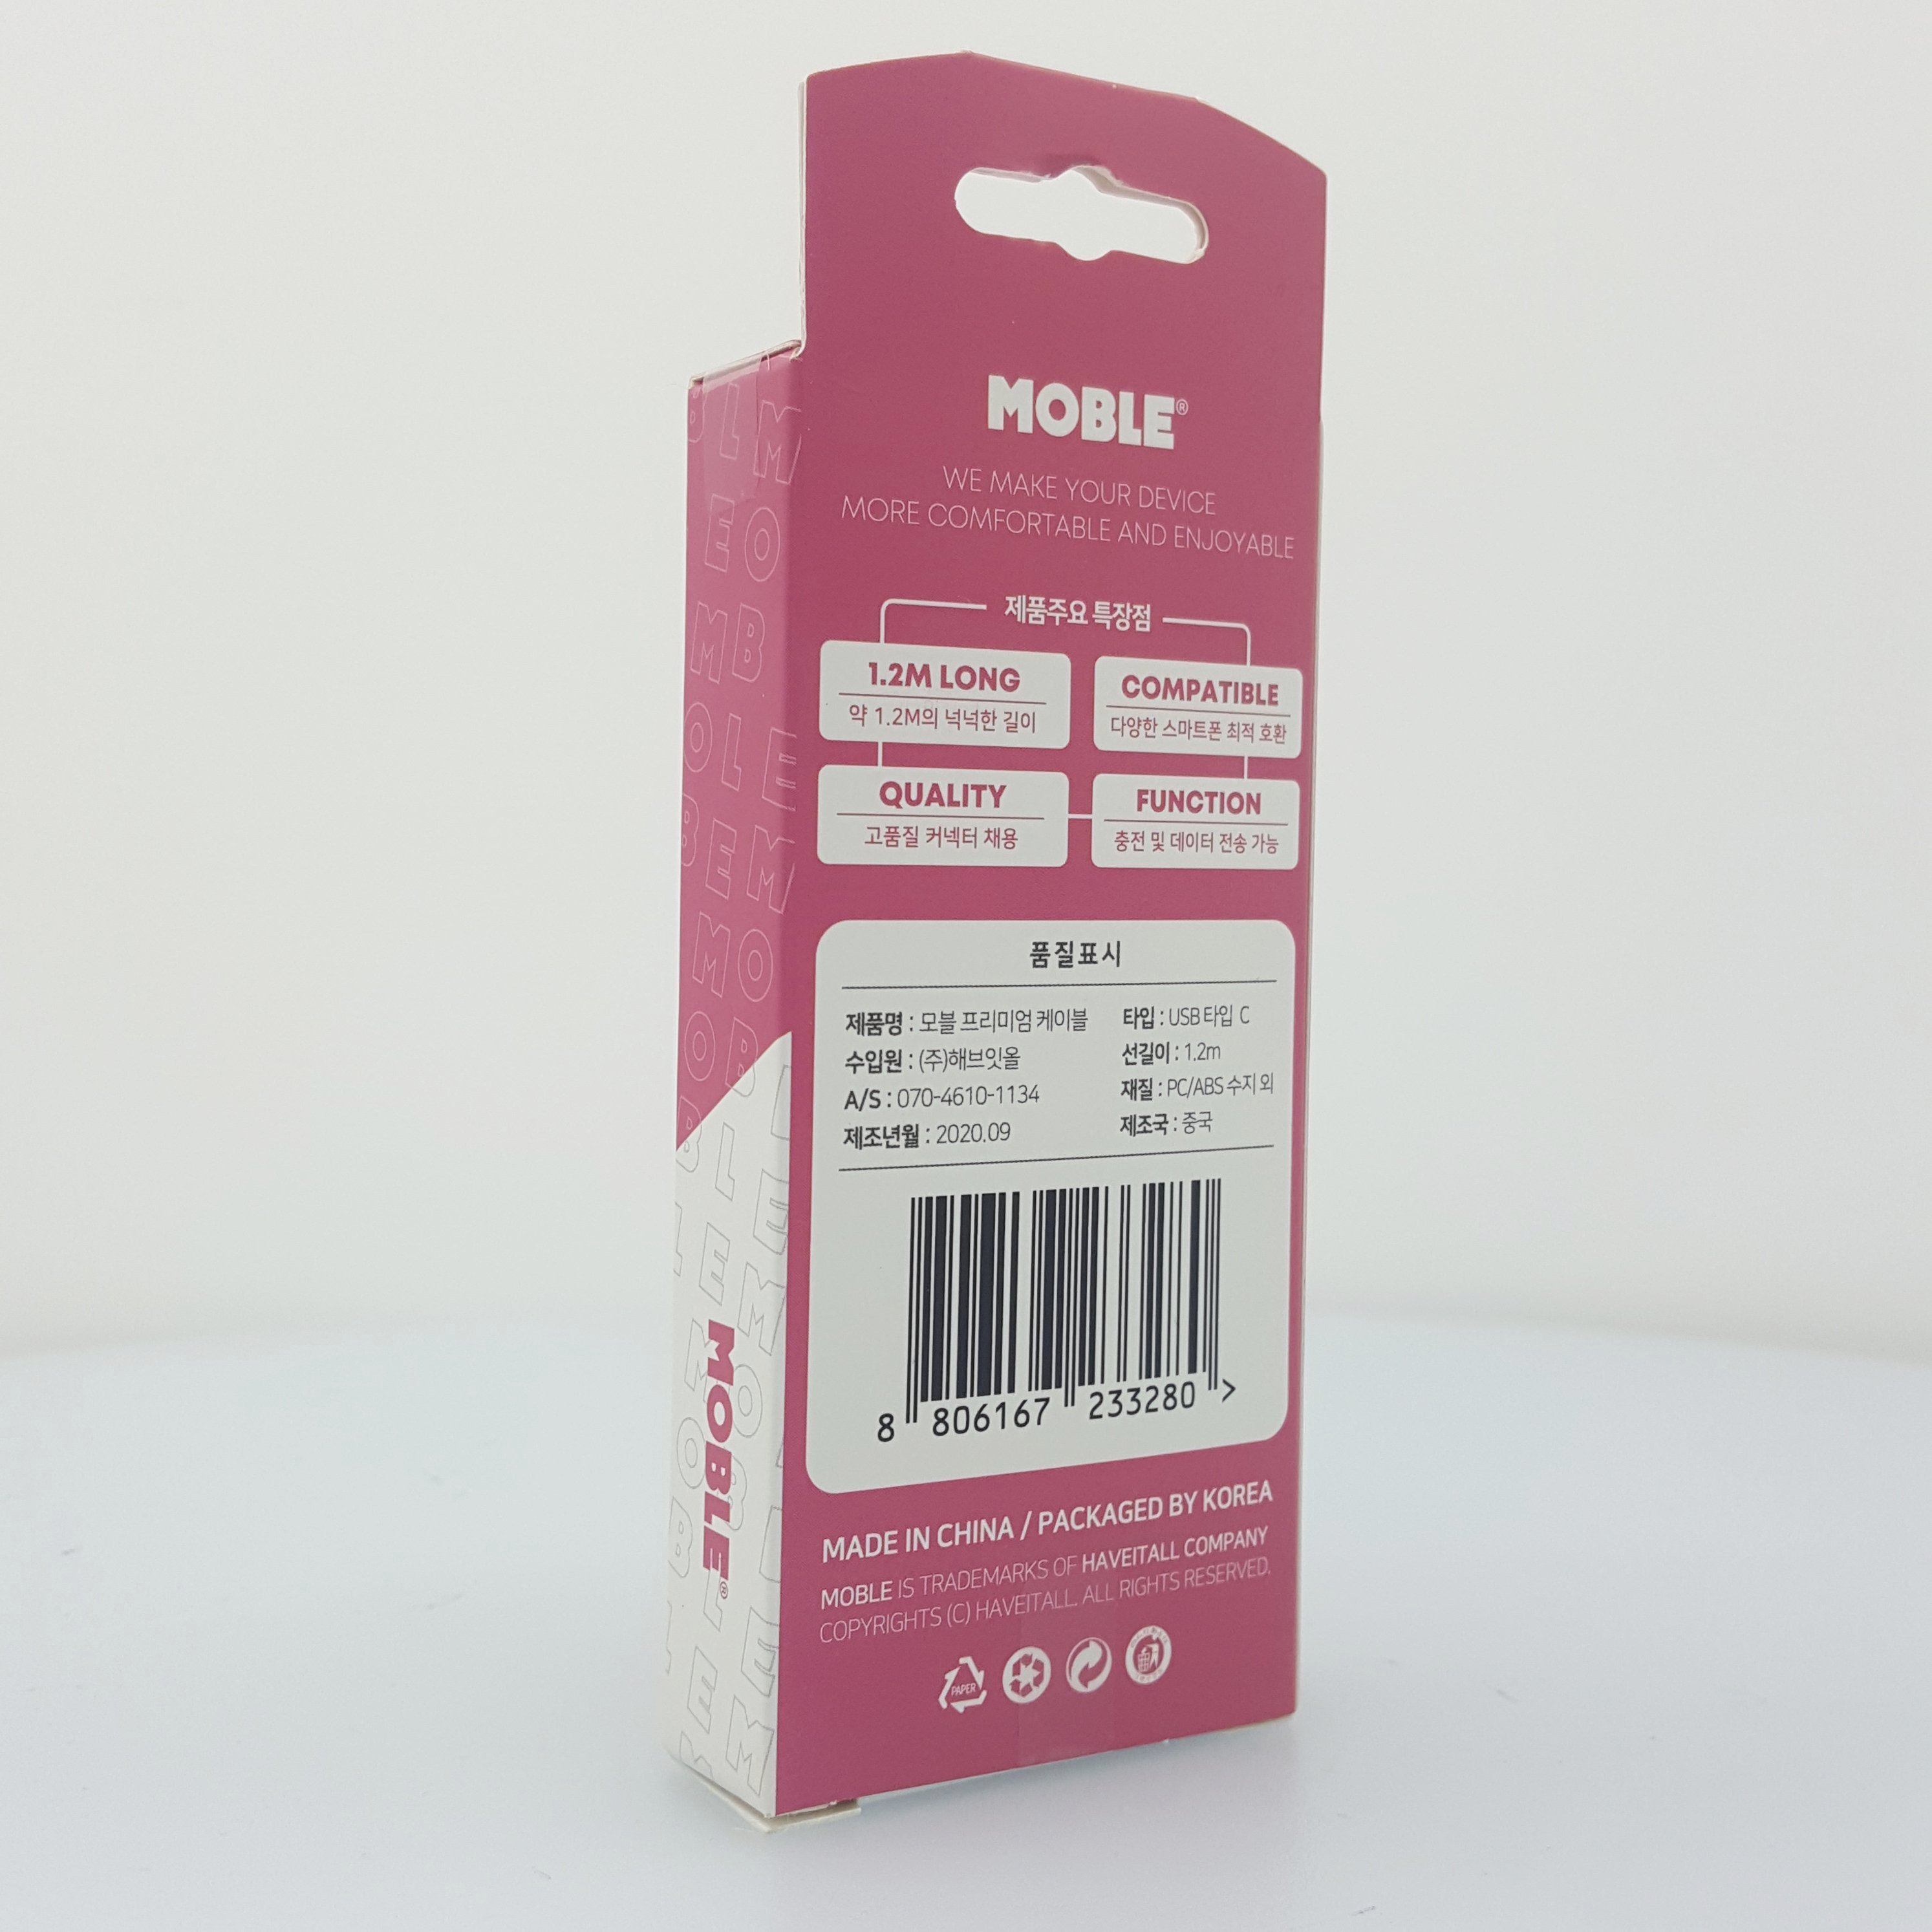 MOBLE®
WE MAKE YOUR DEVICE
MORE COMFORTABLE AND ENJOYABLE
제품주요 특장점
1.2M LONG
약 1.2M의 넉넉한 길이
COMPATIBLE
다양한 스마트폰 최적 호환
QUALITY
고품질 커넥터 채용
FUNCTION
충전 및 데이터 전송 가능
품질표시
제품명 : 모블 프리미엄 케이블
수입원 : (주)해브잇올
A/S : 070-4610-1134
제조년월 : 2020.09
타입 : USB 타입 C
선길이 : 1.2m
재질 : PC/ABS 수지 외
제조국 : 중국
8 806167 233280 >
MADE IN CHINA / PACKAGED BY KOREA
MOBLE IS TRADEMARKS OF HAVEITALL COMPANY
COPYRIGHTS (C) HAVEITALL. ALL RIGHTS RESERVED.
PAPER
MOBLE®